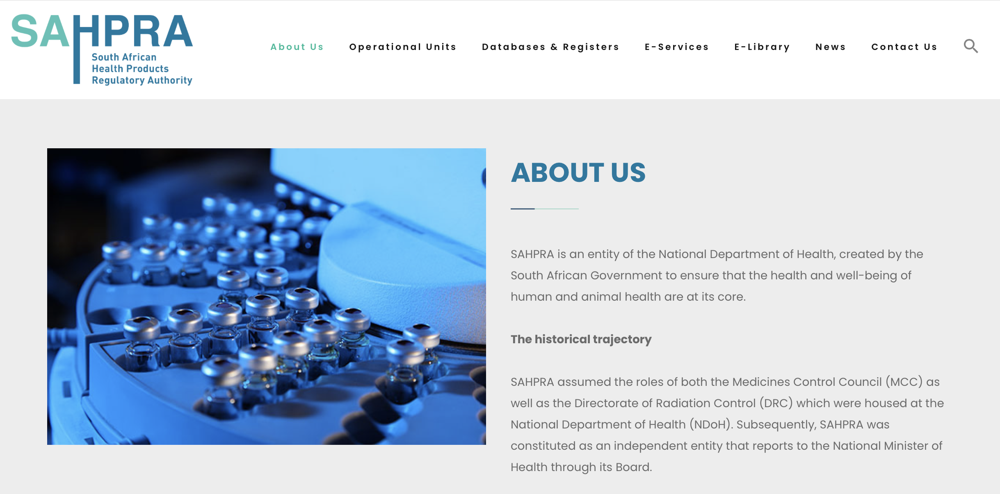 SAHPRA
South African
Health Products
Regulatory Authority
About Us
Operational Units
Databases & Registers
E-Services
E-Library
News
Contact Us
ABOUT US
SAHPRA is an entity of the National Department of Health, created by the
South African Government to ensure that the health and well-being of
human and animal health are at its core.
The historical trajectory
SAHPRA assumed the roles of both the Medicines Control Council (MCC) as
well as the Directorate of Radiation Control (DRC) which were housed at the
National Department of Health (NDoH). Subsequently, SAHPRA was
constituted as an independent entity that reports to the National Minister of
Health through its Board.